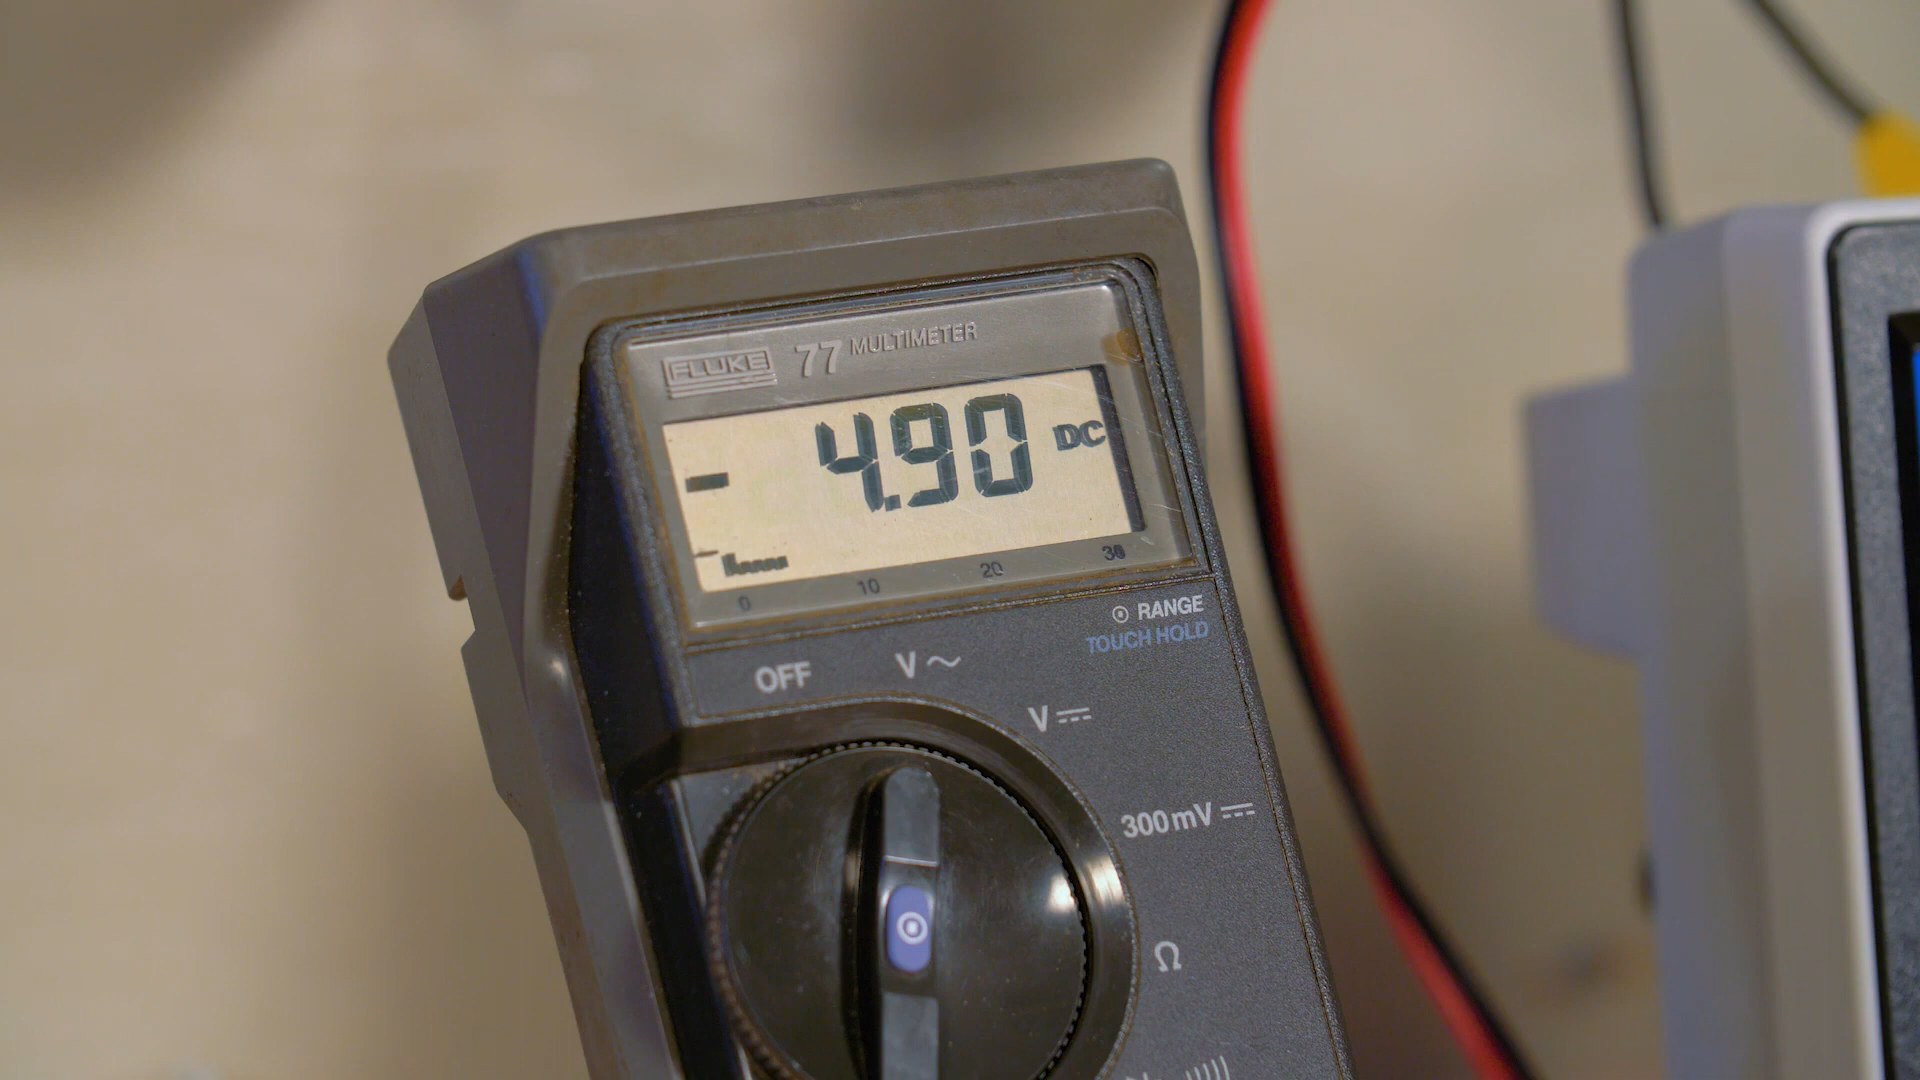 FLUKE 77 MULTIMETER
- 4.90 DC
-
0 10 20 30
RANGE
TOUCH HOLD
OFF V~ V⎓
300mV⎓
Ω